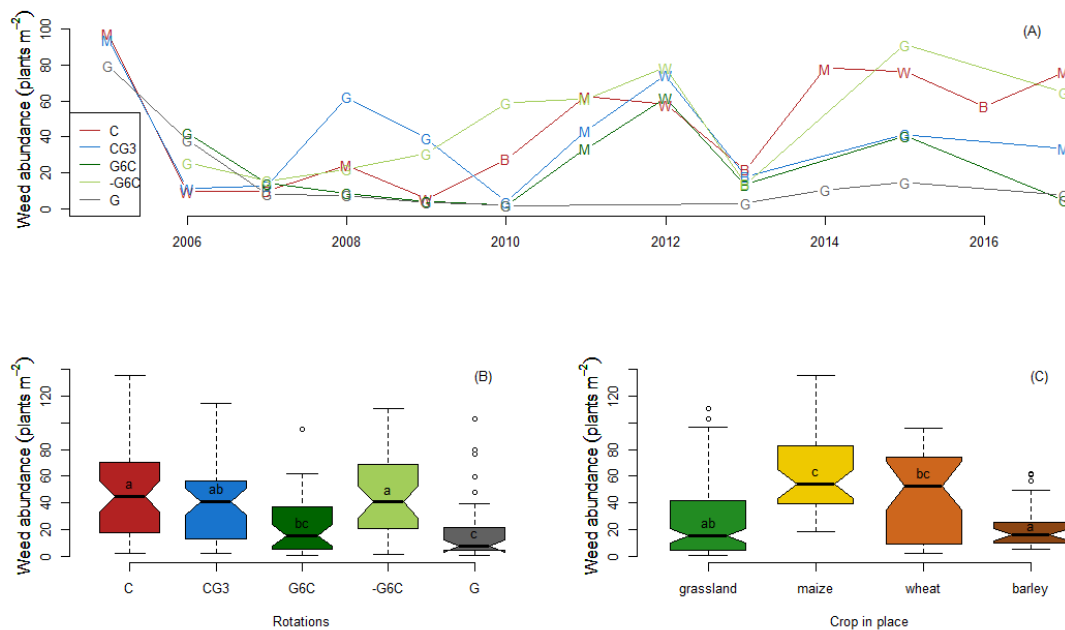 Weed abundance (plants m⁻²)
(A)
100
80
60
40
20
0
C
CG3
G6C
-G6C
G
M M G
W W G G G
W M G G G
G M G G G
W M G G G
B G W G G
M M M M G
W W W W
B B B B G
M G
W G G G G
B
M M G G G
2006 2008 2010 2012 2014 2016
Weed abundance (plants m⁻²)
(B)
120
80
60
40
20
0
a ab bc a c
C CG3 G6C -G6C G
Rotations
Weed abundance (plants m⁻²)
(C)
120
80
60
40
20
0
ab c bc a
grassland maize wheat barley
Crop in place